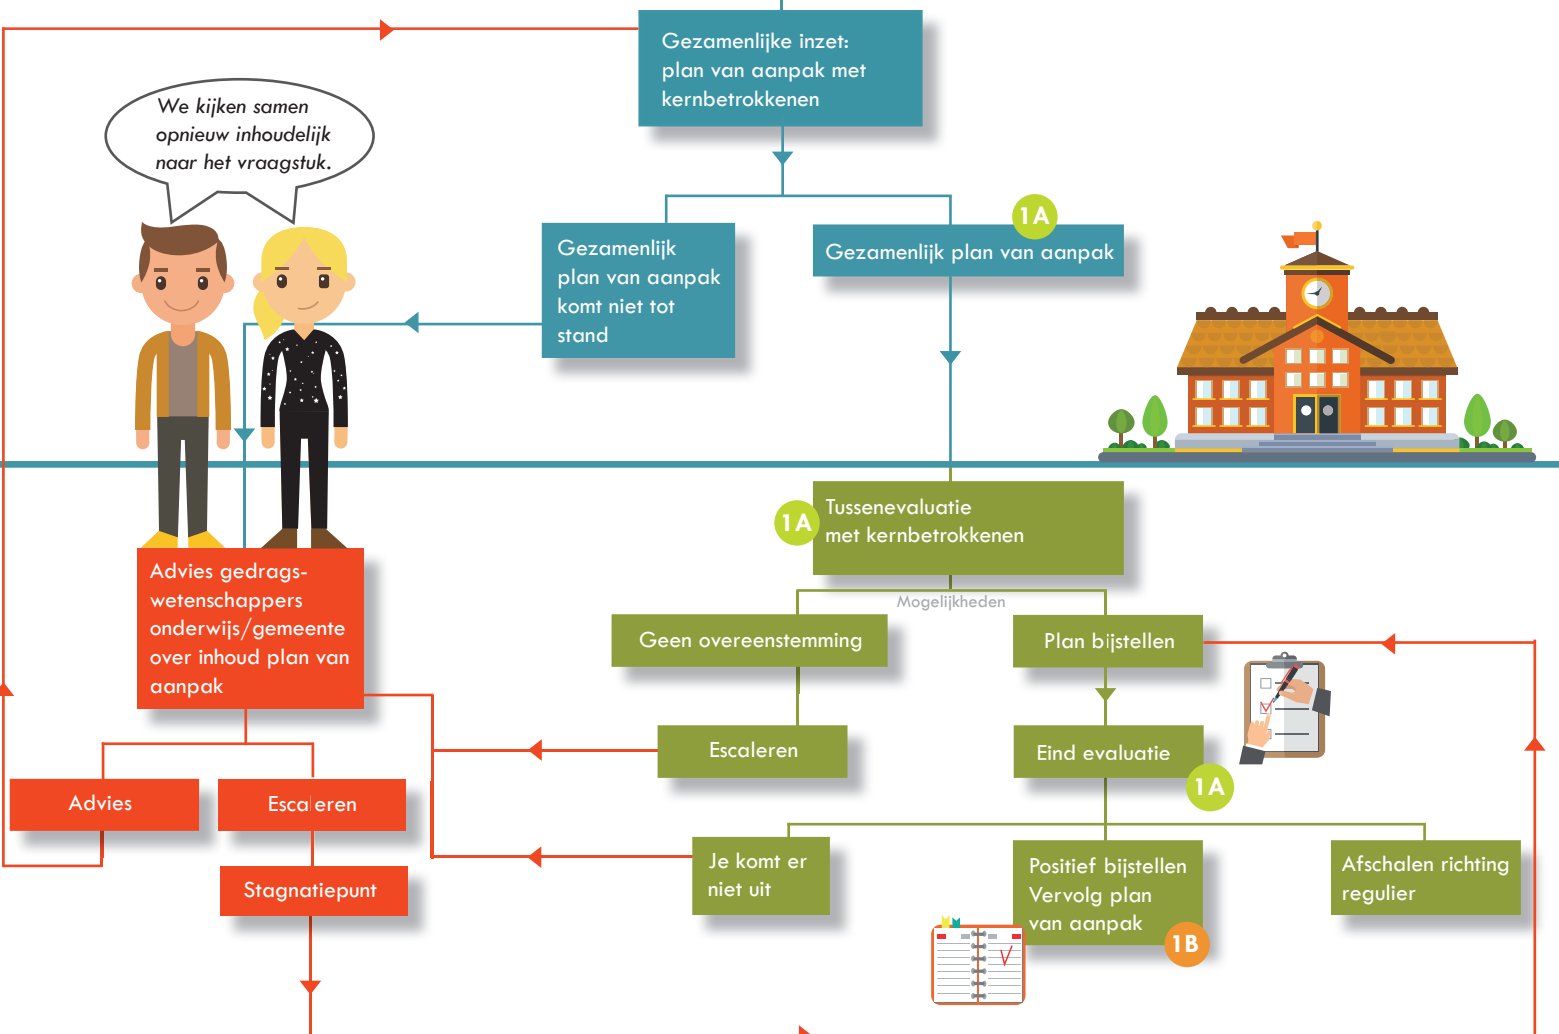 Gezamenlijke inzet:
plan van aanpak met
kernbetrokkenen
We kijken samen
opnieuw inhoudelijk
naar het vraagstuk.
1A
Gezamenlijk
plan van aanpak
komt niet tot
stand
Gezamenlijk plan van aanpak
1A
Tussenevaluatie
met kernbetrokkenen
Mogelijkheden
Advies gedrags-
wetenschappers
onderwijs/gemeente
over inhoud plan van
aanpak
Geen overeenstemming
Plan bijstellen
Escaleren
Eind evaluatie
1A
Advies
Escaleren
Stagnatiepunt
Je komt er
niet uit
Positief bijstellen
Vervolg plan
van aanpak
1B
Afschalen richting
regulier